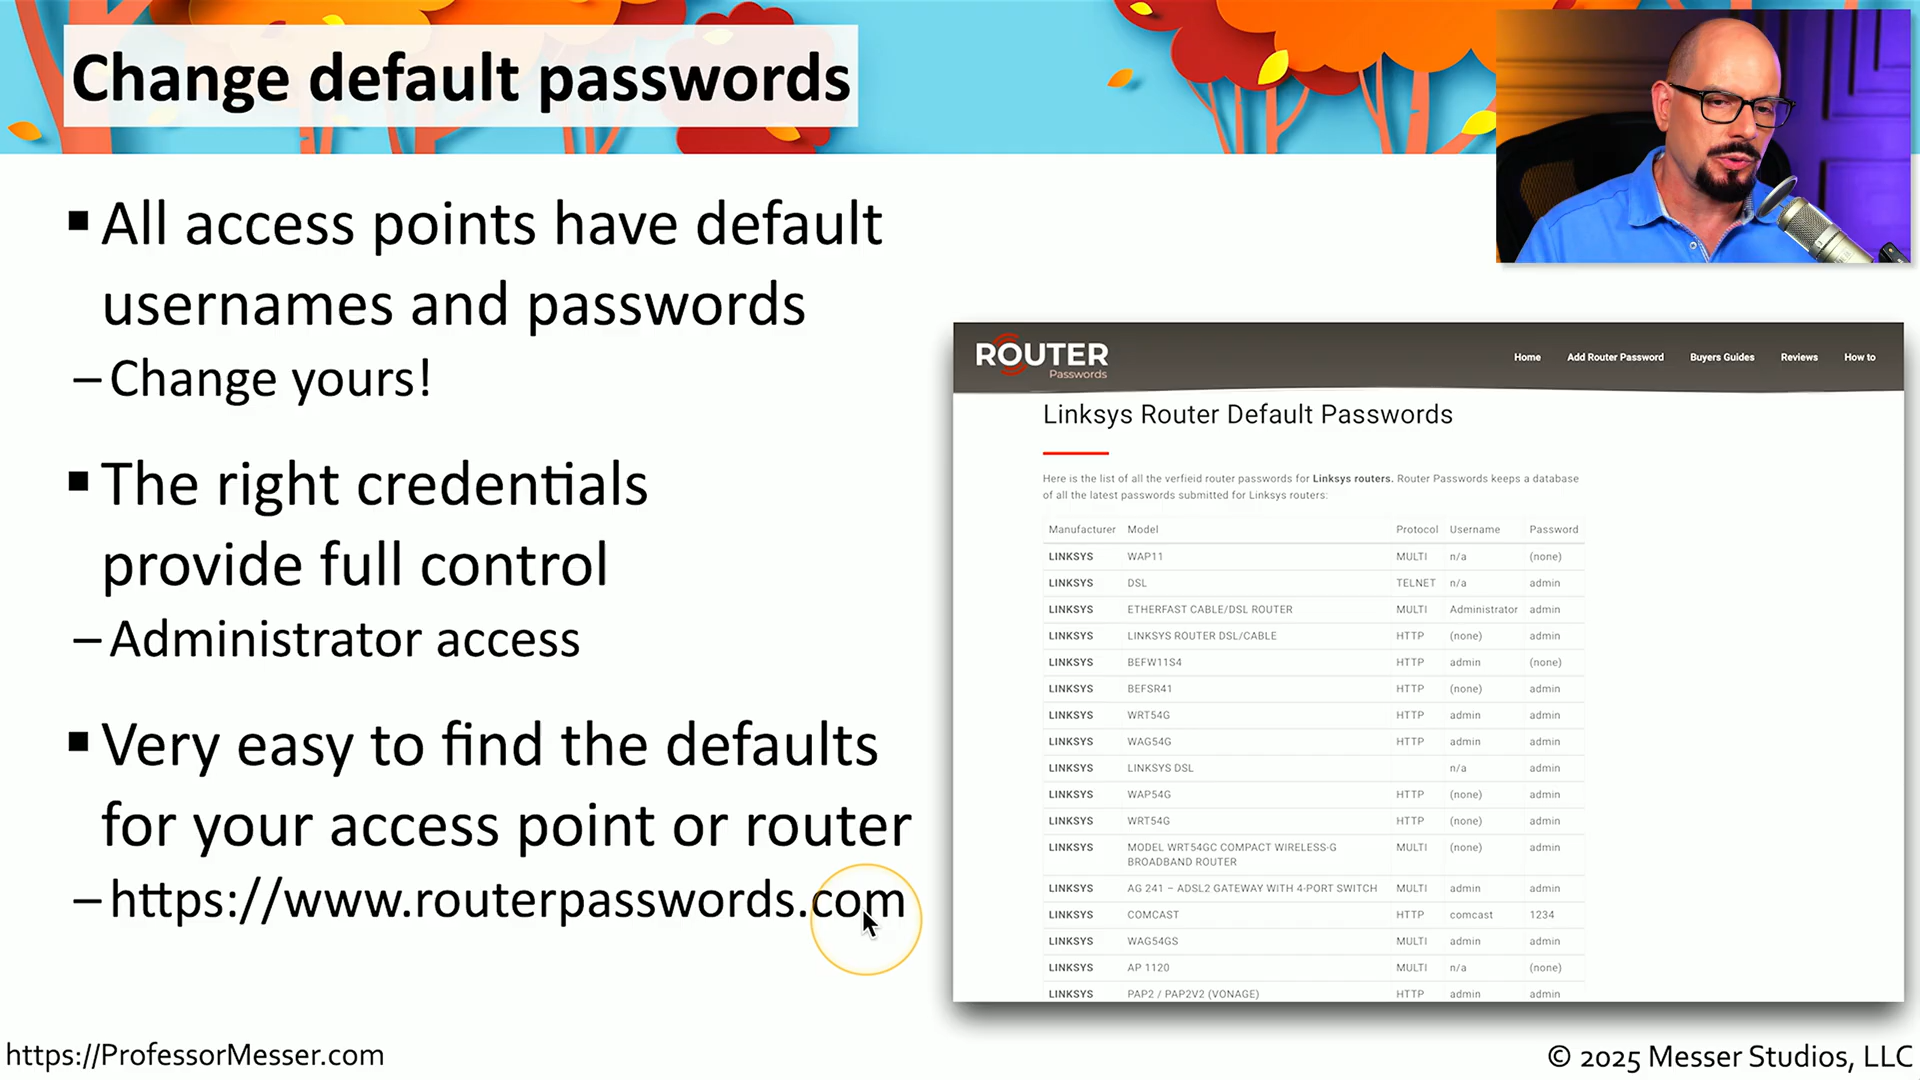 Change default passwords
▪ All access points have default
usernames and passwords
– Change yours!
▪ The right credentials
provide full control
– Administrator access
▪ Very easy to find the defaults
for your access point or router
– https://www.routerpasswords.com
ROUTER
Passwords
Home Add Router Password Buyers Guides Reviews How to
Linksys Router Default Passwords
Here is the list of all the verfieid router passwords for Linksys routers. Router Passwords keeps a database
of all the latest passwords submitted for Linksys routers:
Manufacturer Model Protocol Username Password
LINKSYS WAP11 MULTI n/a (none)
LINKSYS DSL TELNET n/a admin
LINKSYS ETHERFAST CABLE/DSL ROUTER MULTI Administrator admin
LINKSYS LINKSYS ROUTER DSL/CABLE HTTP (none) admin
LINKSYS BEFW11S4 HTTP admin (none)
LINKSYS BEFSR41 HTTP (none) admin
LINKSYS WRT54G HTTP admin admin
LINKSYS WAG54G HTTP admin admin
LINKSYS LINKSYS DSL n/a admin
LINKSYS WAP54G HTTP (none) admin
LINKSYS WRT54G HTTP (none) admin
LINKSYS MODEL WRT54GC COMPACT WIRELESS-G MULTI (none) admin
BROADBAND ROUTER
LINKSYS AG 241 – ADSL2 GATEWAY WITH 4-PORT SWITCH MULTI admin admin
LINKSYS COMCAST HTTP comcast 1234
LINKSYS WAG54GS MULTI admin admin
LINKSYS AP 1120 MULTI n/a (none)
LINKSYS PAP2 / PAP2V2 (VONAGE) HTTP admin admin
https://ProfessorMesser.com
© 2025 Messer Studios, LLC